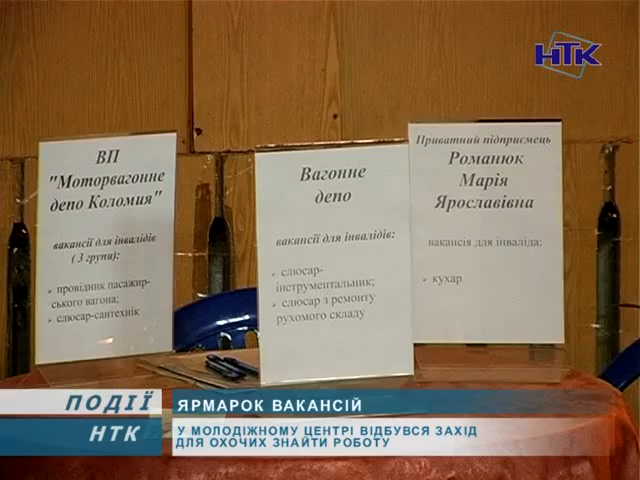 НТК
ВП
"Моторвагонне
депо Коломия"
вакансії для інвалідів
( 3 групи):
провідник пасажир-
ського вагона;
слюсар-сантехнік
Вагонне
депо
вакансії для інвалідів:
слюсар-
інструментальник;
слюсар з ремонту
рухомого складу
Приватний підприємець
Романюк
Марія
Ярославівна
вакансія для інваліда:
кухар
ПОДІЇ
НТК
ЯРМАРОК ВАКАНСІЙ
У МОЛОДІЖНОМУ ЦЕНТРІ ВІДБУВСЯ ЗАХІД
ДЛЯ ОХОЧИХ ЗНАЙТИ РОБОТУ